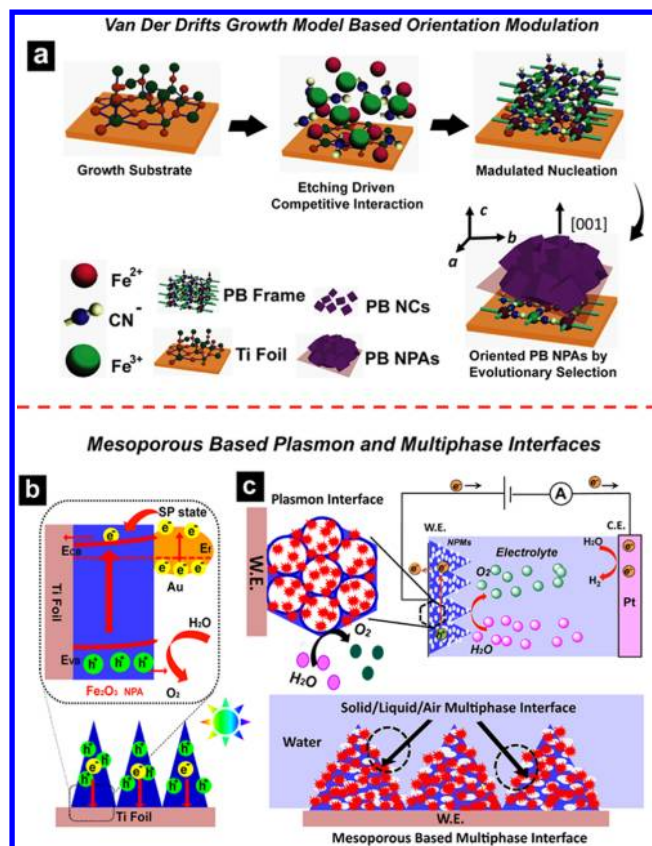 Van Der Drifts Growth Model Based Orientation Modulation
a
Growth Substrate
Etching Driven
Competitive Interaction
Madulated Nucleation
c
b
a
[001]
Fe2+
CN-
Fe3+
PB Frame
Ti Foil
PB NCs
PB NPAs
Oriented PB NPAs by
Evolutionary Selection
Mesoporous Based Plasmon and Multiphase Interfaces
b
SP state
e-
e-
e-
e-
Eca
Ef
e-
e-
e-
Au
Ti Foil
H2O
Eva
h+
h+
h+
Fe2O3 NPA
O2
h+
h+
h+
e-
e-
e-
Ti Foil
c
Plasmon Interface
W.E.
O2
H2O
e-
A
e-
W.E.
NPMs
Electrolyte
C.E.
H2O
e-
H2
e-
Pt
O2
H2O
h+
Solid/Liquid/Air Multiphase Interface
Water
W.E.
Mesoporous Based Multiphase Interface